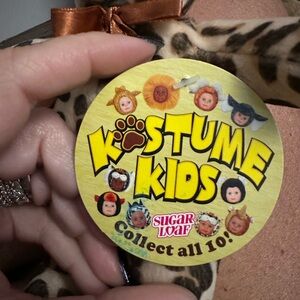 KOSTUME
KIDS
SUGAR
LOAF
Collect all 10!